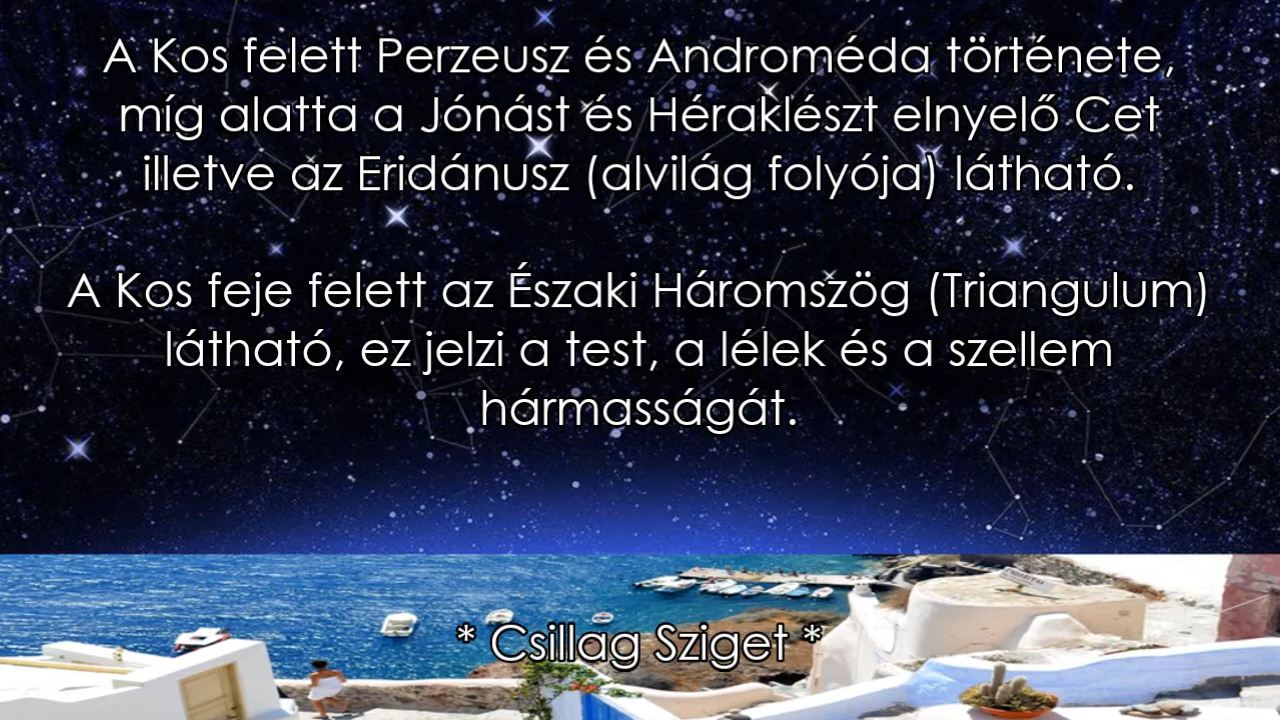 A Kos felett Perzeusz és Androméda története,
míg alatta a Jónást és Héraklészt elnyelő Cet
illetve az Eridánusz (alvilág folyója) látható.
A Kos feje felett az Északi Háromszög (Triangulum)
látható, ez jelzi a test, a lélek és a szellem
hármasságát.
* Csillag Sziget *